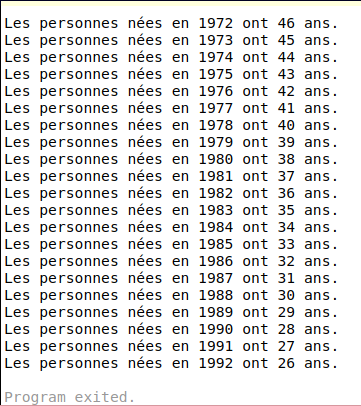 Les personnes nées en 1972 ont 46 ans.
Les personnes nées en 1973 ont 45 ans.
Les personnes nées en 1974 ont 44 ans.
Les personnes nées en 1975 ont 43 ans.
Les personnes nées en 1976 ont 42 ans.
Les personnes nées en 1977 ont 41 ans.
Les personnes nées en 1978 ont 40 ans.
Les personnes nées en 1979 ont 39 ans.
Les personnes nées en 1980 ont 38 ans.
Les personnes nées en 1981 ont 37 ans.
Les personnes nées en 1982 ont 36 ans.
Les personnes nées en 1983 ont 35 ans.
Les personnes nées en 1984 ont 34 ans.
Les personnes nées en 1985 ont 33 ans.
Les personnes nées en 1986 ont 32 ans.
Les personnes nées en 1987 ont 31 ans.
Les personnes nées en 1988 ont 30 ans.
Les personnes nées en 1989 ont 29 ans.
Les personnes nées en 1990 ont 28 ans.
Les personnes nées en 1991 ont 27 ans.
Les personnes nées en 1992 ont 26 ans.
Program exited.